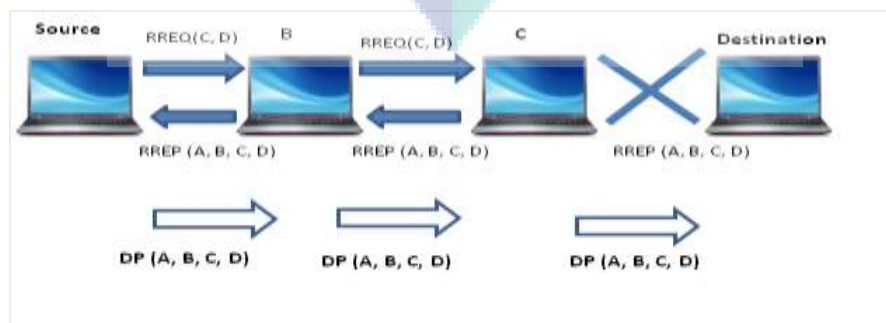 Source
RREQ(C, D)
B
RREQ(C, D)
C
Destination
RREP (A, B, C, D)
RREP (A, B, C, D)
RREP (A, B, C, D)
DP (A, B, C, D)
DP (A, B, C, D)
DP (A, B, C, D)